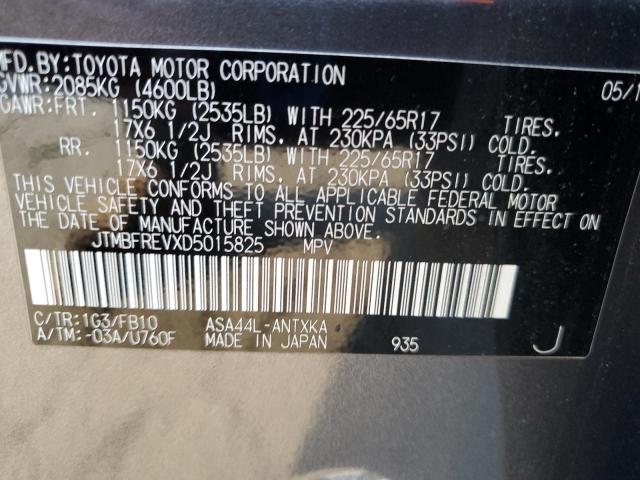 MFD.BY:TOYOTA MOTOR CORPORATION 05/1
GVWR:2085KG (4600LB)
GAWR:FRT. 1150KG (2535LB) WITH 225/65R17 TIRES.
17X6 1/2J RIMS. AT 230KPA (33PSI) COLD.
RR. 1150KG (2535LB) WITH 225/65R17 TIRES.
17X6 1/2J RIMS. AT 230KPA (33PSI) COLD.
THIS VEHICLE CONFORMS TO ALL APPLICABLE FEDERAL MOTOR
VEHICLE SAFETY AND THEFT PREVENTION STANDARDS IN EFFECT ON
THE DATE OF MANUFACTURE SHOWN ABOVE.
JTMBFREVXD5015825 MPV
C/TR:1G3/FB10 ASA44L-ANTXKA
A/TM:-03A/U760F MADE IN JAPAN 935 J